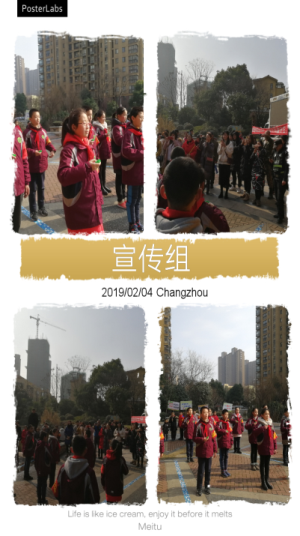 PosterLabs
宣传组
2019/02/04 Changzhou
Life is like ice cream, enjoy it before it melts
Meitu